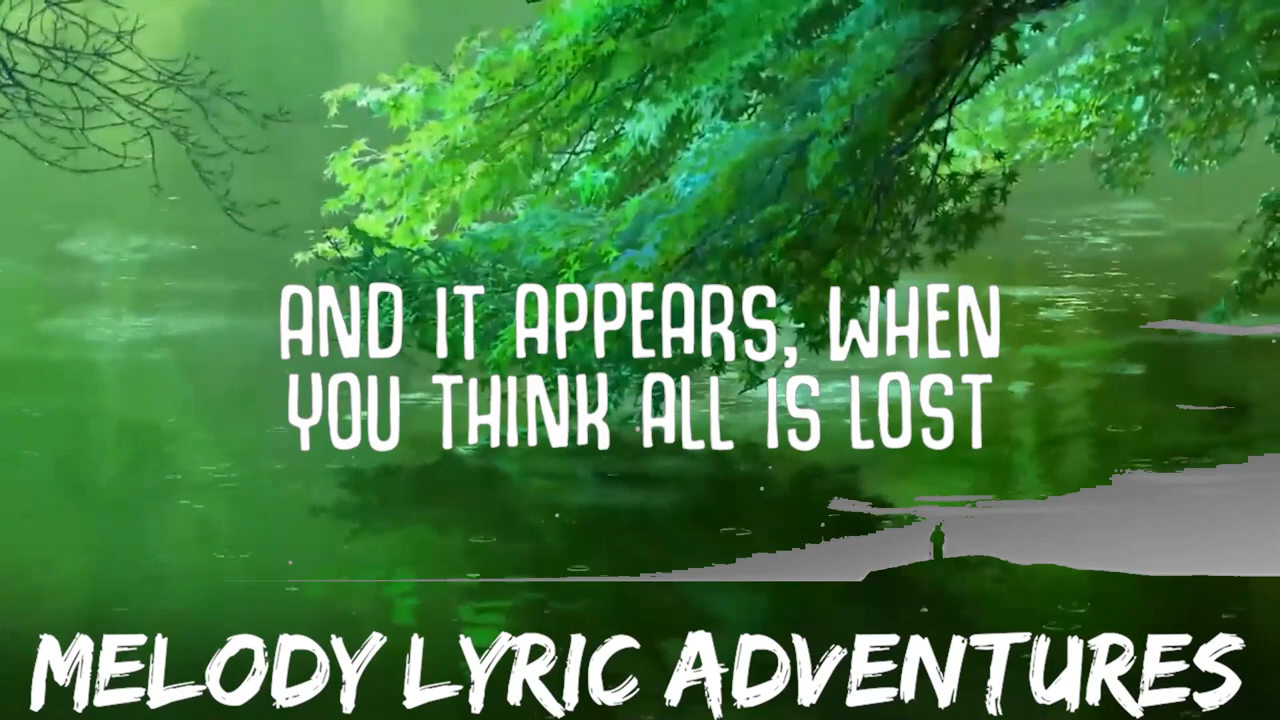 AND IT APPEARS, WHEN
YOU THINK ALL IS LOST
MELODY LYRIC ADVENTURES